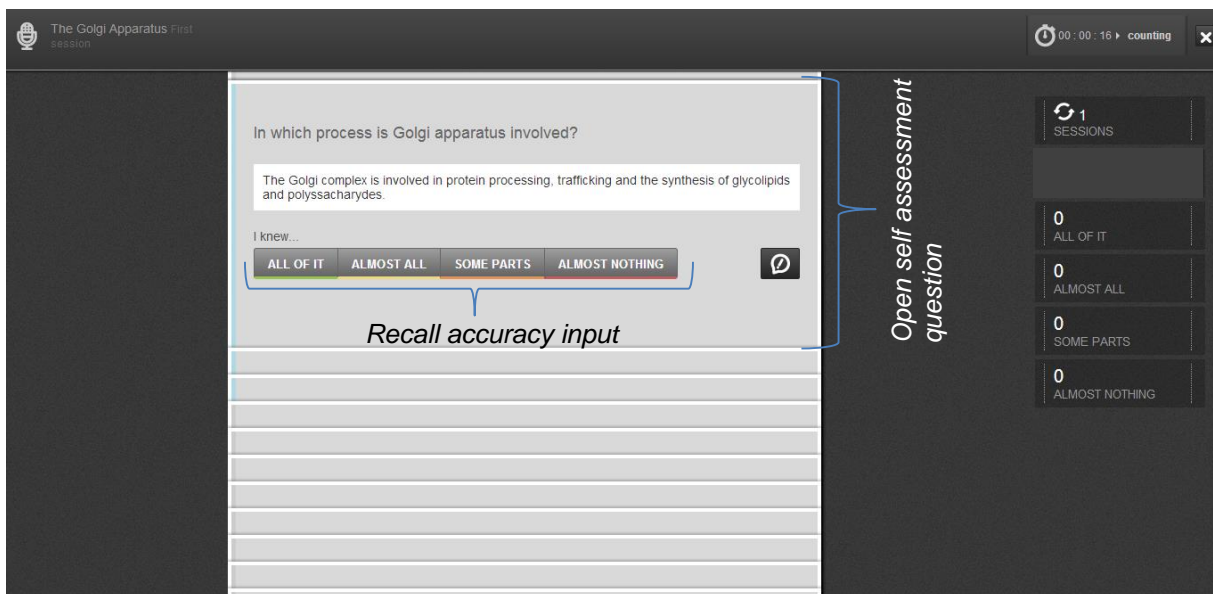 The Golgi Apparatus First
session
00 : 00 : 16 counting
In which process is Golgi apparatus involved?
The Golgi complex is involved in protein processing, trafficking and the synthesis of glycolipids
and polyssacharydes.
I knew...
ALL OF IT ALMOST ALL SOME PARTS ALMOST NOTHING
Recall accuracy input
Open self assessment
question
1
SESSIONS
0
ALL OF IT
0
ALMOST ALL
0
SOME PARTS
0
ALMOST NOTHING